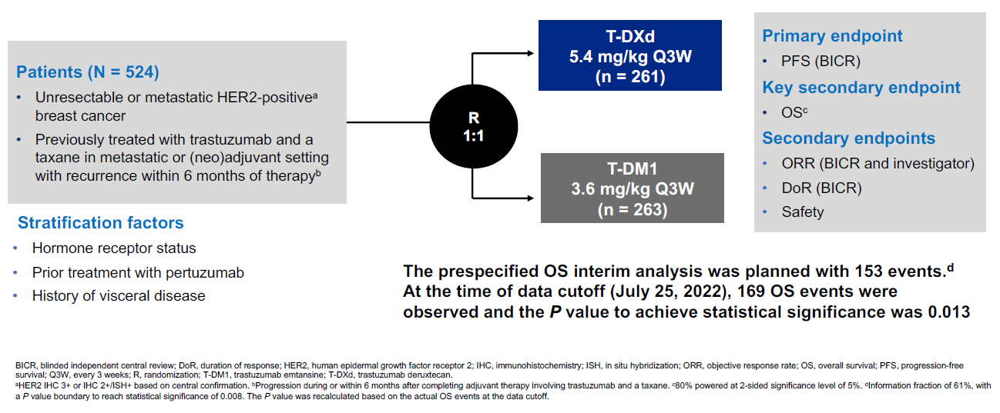 Patients (N = 524)
• Unresectable or metastatic HER2-positiveᵃ
breast cancer
• Previously treated with trastuzumab and a
taxane in metastatic or (neo)adjuvant setting
with recurrence within 6 months of therapyᵇ
Stratification factors
• Hormone receptor status
• Prior treatment with pertuzumab
• History of visceral disease
R
1:1
T-DXd
5.4 mg/kg Q3W
(n = 261)
T-DM1
3.6 mg/kg Q3W
(n = 263)
Primary endpoint
• PFS (BICR)
Key secondary endpoint
• OSᶜ
Secondary endpoints
• ORR (BICR and investigator)
• DoR (BICR)
• Safety
The prespecified OS interim analysis was planned with 153 events.ᵈ
At the time of data cutoff (July 25, 2022), 169 OS events were
observed and the P value to achieve statistical significance was 0.013
BICR, blinded independent central review; DoR, duration of response; HER2, human epidermal growth factor receptor 2; IHC, immunohistochemistry; ISH, in situ hybridization; ORR, objective response rate; OS, overall survival; PFS, progression-free
survival; Q3W, every 3 weeks; R, randomization; T-DM1, trastuzumab emtansine; T-DXd, trastuzumab deruxtecan.
ᵃHER2 IHC 3+ or IHC 2+/ISH+ based on central confirmation. ᵇProgression during or within 6 months after completing adjuvant therapy involving trastuzumab and a taxane. ᶜ80% powered at 2-sided significance level of 5%. ᵈInformation fraction of 61%, with
a P value boundary to reach statistical significance of 0.008. The P value was recalculated based on the actual OS events at the data cutoff.